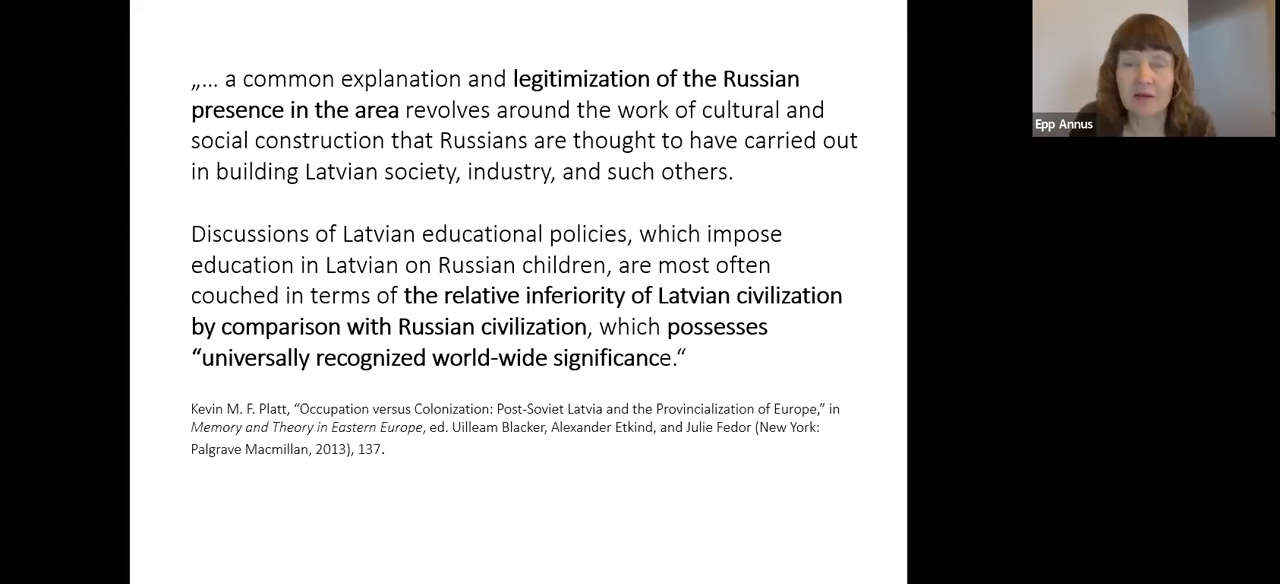 „... a common explanation and legitimization of the Russian
presence in the area revolves around the work of cultural and
social construction that Russians are thought to have carried out
in building Latvian society, industry, and such others.
Discussions of Latvian educational policies, which impose
education in Latvian on Russian children, are most often
couched in terms of the relative inferiority of Latvian civilization
by comparison with Russian civilization, which possesses
“universally recognized world-wide significance.“
Kevin M. F. Platt, “Occupation versus Colonization: Post-Soviet Latvia and the Provincialization of Europe,” in
Memory and Theory in Eastern Europe, ed. Uilleam Blacker, Alexander Etkind, and Julie Fedor (New York:
Palgrave Macmillan, 2013), 137.
Epp Annus